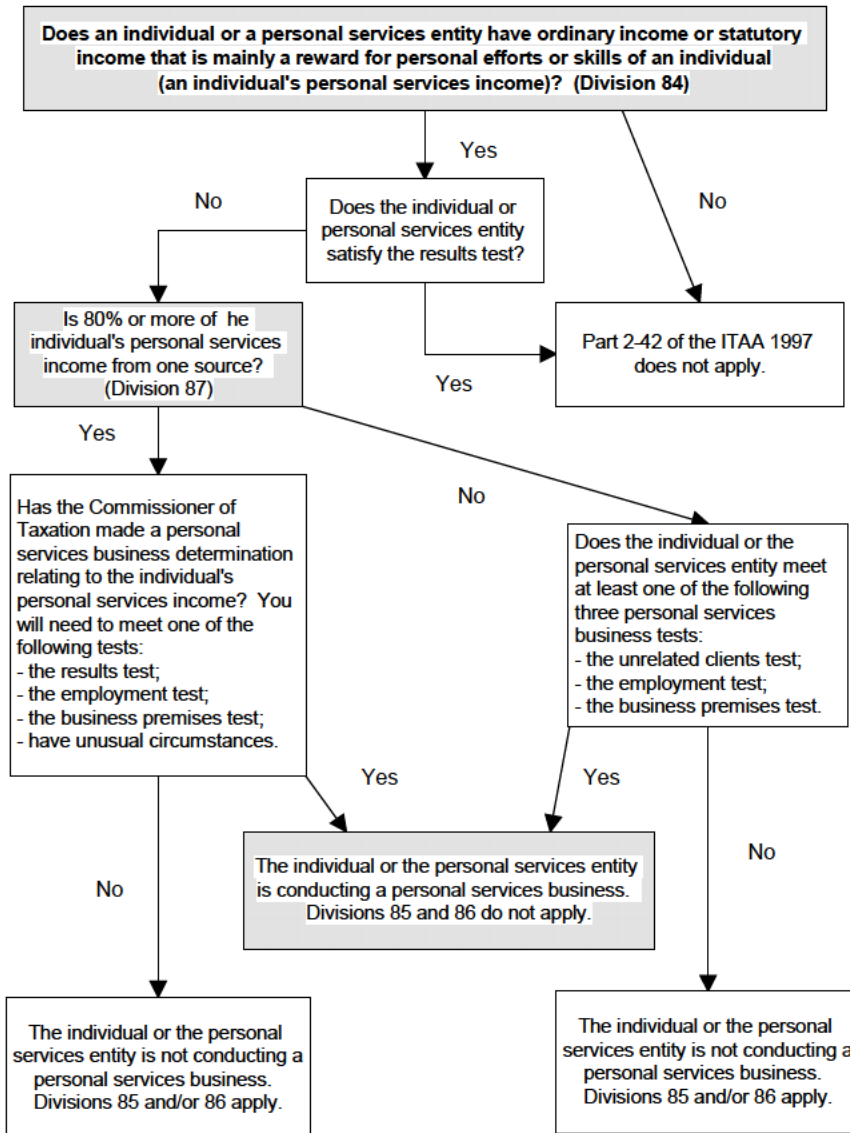 Does an individual or a personal services entity have ordinary income or statutory
income that is mainly a reward for personal efforts or skills of an individual
(an individual's personal services income)? (Division 84)
Yes
No
No
Does the individual or
personal services entity
satisfy the results test?
Is 80% or more of he
individual's personal services
income from one source?
(Division 87)
Yes
Part 2-42 of the ITAA 1997
does not apply.
Yes
No
Has the Commissioner of
Taxation made a personal
services business determination
relating to the individual's
personal services income? You
will need to meet one of the
following tests:
- the results test;
- the employment test;
- the business premises test;
- have unusual circumstances.
Does the individual or the
personal services entity meet
at least one of the following
three personal services
business tests:
- the unrelated clients test;
- the employment test;
- the business premises test.
Yes
Yes
The individual or the personal services entity
is conducting a personal services business.
Divisions 85 and 86 do not apply.
No
No
The individual or the personal
services entity is not conducting a
personal services business.
Divisions 85 and/or 86 apply.
The individual or the personal
services entity is not conducting a
personal services business.
Divisions 85 and/or 86 apply.